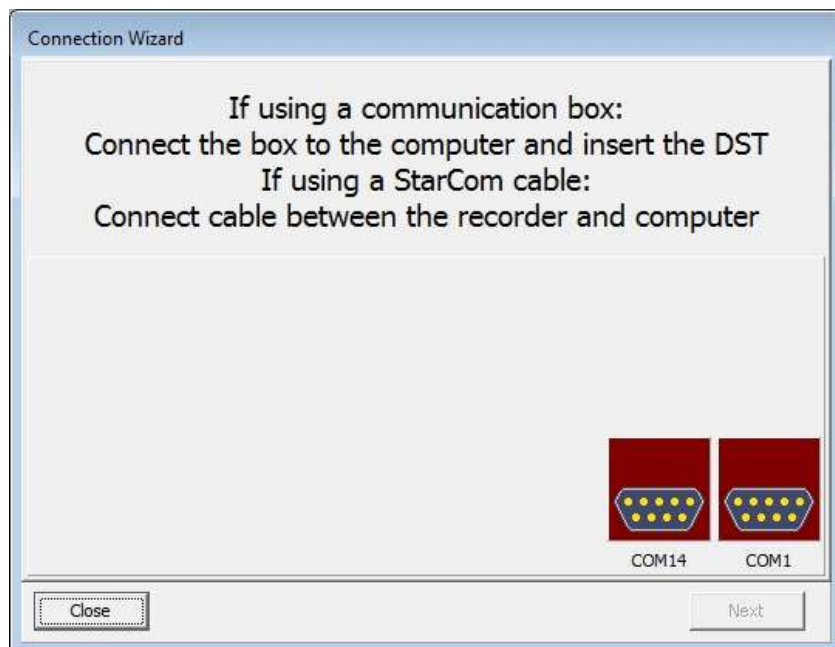 Connection Wizard
If using a communication box:
Connect the box to the computer and insert the DST
If using a StarCom cable:
Connect cable between the recorder and computer
COM14
COM1
Close
Next